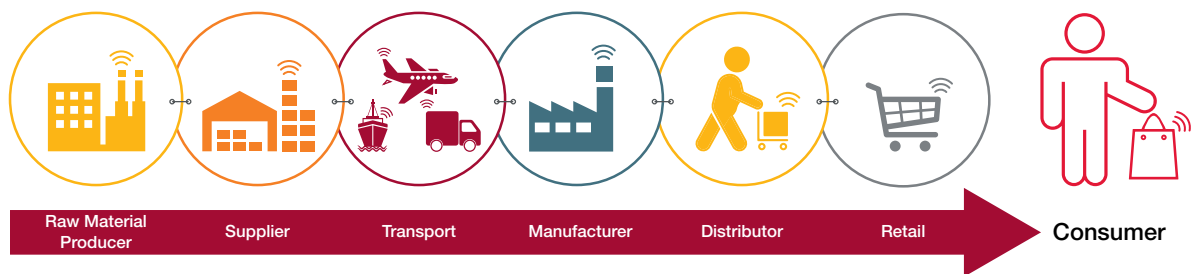 Raw Material
Producer
Supplier
Transport
Manufacturer
Distributor
Retail
Consumer